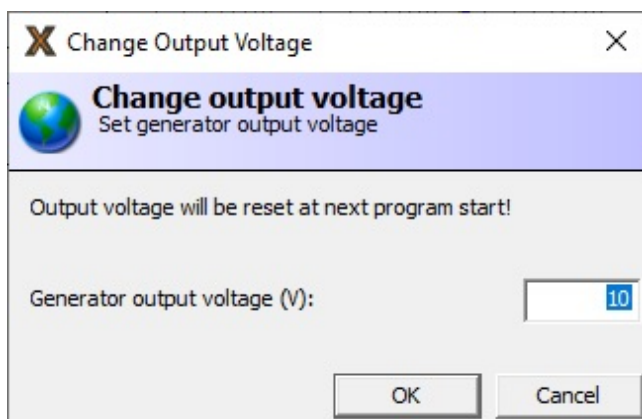 Change Output Voltage
Change output voltage
Set generator output voltage
Output voltage will be reset at next program start!
Generator output voltage (V): 10
OK Cancel